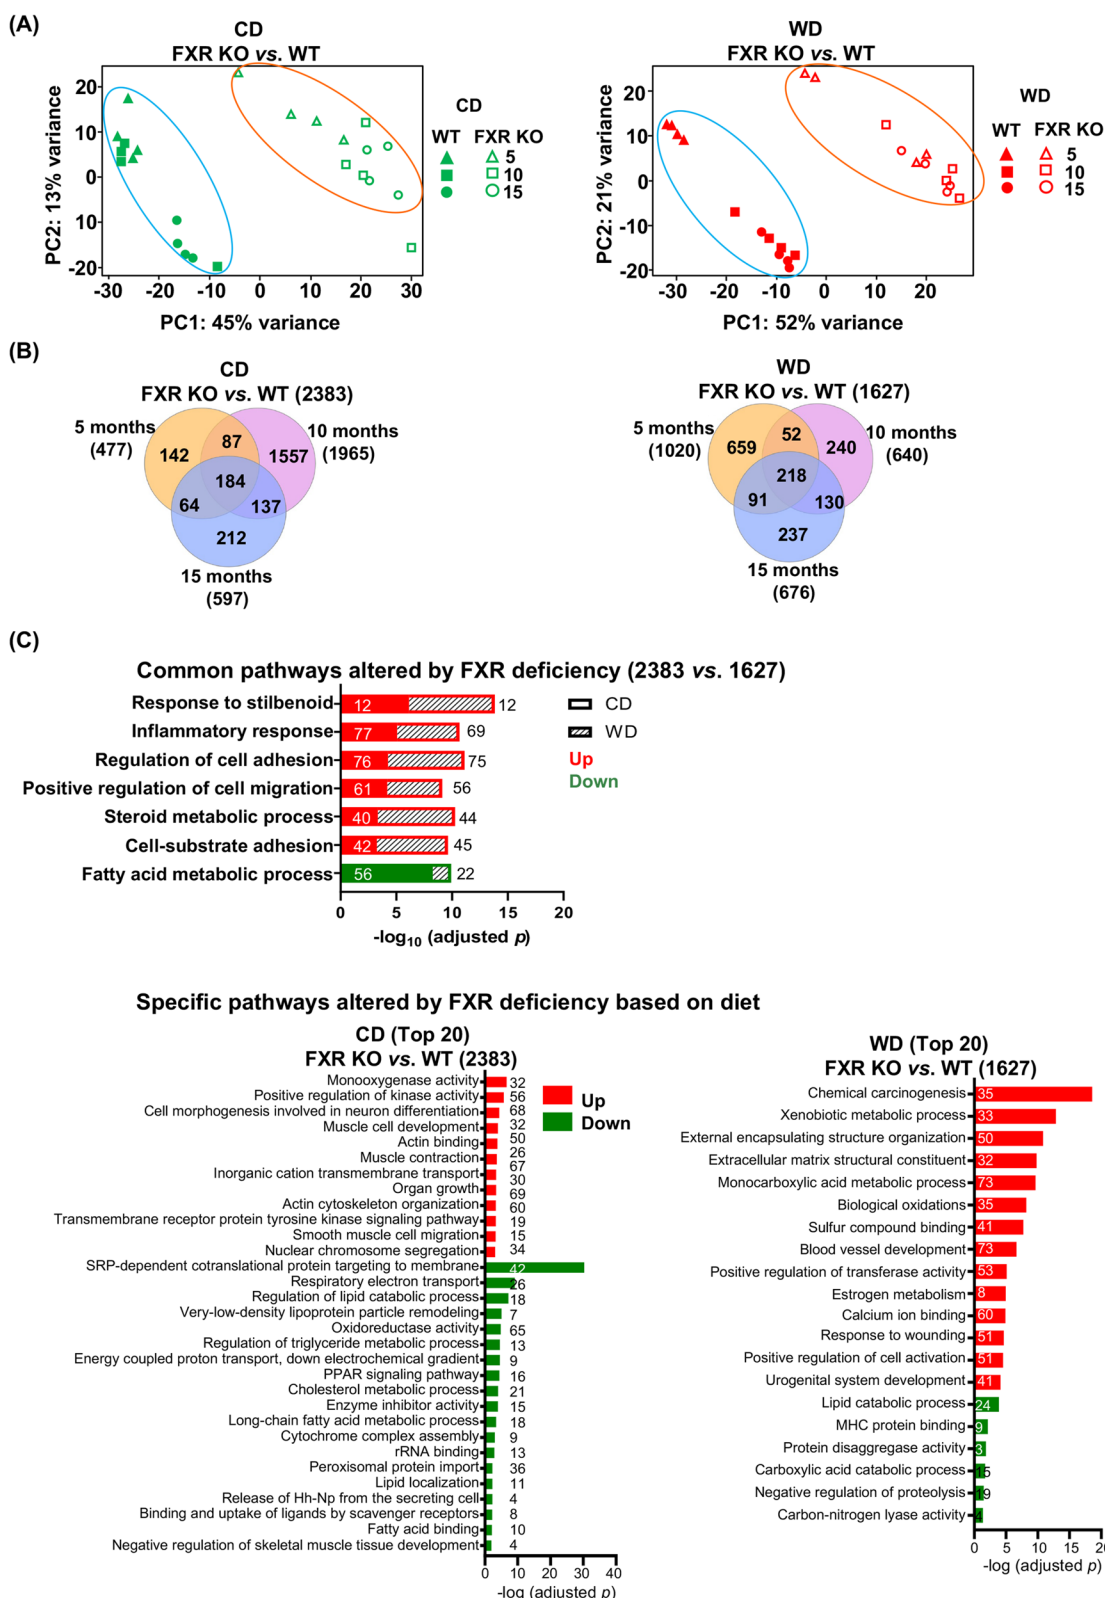 (A)
CD
FXR KO vs. WT
PC2: 13% variance
20
10
0
10
-20
-30
-20
-10
0
10
20
30
PC1: 45% variance
CD
WT FXR KO
5
10
15
WD
FXR KO vs. WT
PC2: 21% variance
20
10
0
-10
-20
-30
-20
-10
0
10
20
PC1: 52% variance
WD
WT FXR KO
5
10
15
(B)
CD
FXR KO vs. WT (2383)
5 months
(477)
10 months
(1965)
142
87
1557
184
64
137
212
15 months
(597)
WD
FXR KO vs. WT (1627)
5 months
(1020)
10 months
(640)
659
52
240
218
91
130
237
15 months
(676)
(C)
Common pathways altered by FXR deficiency (2383 vs. 1627)
Response to stilbenoid 12 12
Inflammatory response 77 69
Regulation of cell adhesion 76 75
Positive regulation of cell migration 61 56
Steroid metabolic process 40 44
Cell-substrate adhesion 42 45
Fatty acid metabolic process 56 22
CD
WD
Up
Down
0 5 10 15 20
-log10 (adjusted p)
Specific pathways altered by FXR deficiency based on diet
CD (Top 20)
FXR KO vs. WT (2383)
Monooxygenase activity 32
Positive regulation of kinase activity 56
Cell morphogenesis involved in neuron differentiation 68
Muscle cell development 32
Actin binding 50
Muscle contraction 26
67
Inorganic cation transmembrane transport 30
Organ growth 69
Actin cytoskeleton organization 60
Transmembrane receptor protein tyrosine kinase signaling pathway 19
Smooth muscle cell migration 15
Nuclear chromosome segregation 34
SRP-dependent cotranslational protein targeting to membrane 42
Respiratory electron transport 26
Regulation of lipid catabolic process 18
Very-low-density lipoprotein particle remodeling 7
Oxidoreductase activity 65
Regulation of triglyceride metabolic process 13
Energy coupled proton transport, down electrochemical gradient 9
PPAR signaling pathway 16
Cholesterol metabolic process 21
Enzyme inhibitor activity 15
Long-chain fatty acid metabolic process 18
Cytochrome complex assembly 9
rRNA binding 13
Peroxisomal protein import 36
Lipid localization 11
Release of Hh-Np from the secreting cell 4
Binding and uptake of ligands by scavenger receptors 8
Fatty acid binding 10
Negative regulation of skeletal muscle tissue development 4
Up
Down
0 10 20 30 40
-log (adjusted p)
WD (Top 20)
FXR KO vs. WT (1627)
Chemical carcinogenesis 35
Xenobiotic metabolic process 33
External encapsulating structure organization 50
Extracellular matrix structural constituent 32
Monocarboxylic acid metabolic process 73
Biological oxidations 35
Sulfur compound binding 41
Blood vessel development 73
Positive regulation of transferase activity 53
Estrogen metabolism 8
Calcium ion binding 60
Response to wounding 51
Positive regulation of cell activation 51
Urogenital system development 41
Lipid catabolic process 24
MHC protein binding 9
Protein disaggregase activity 3
Carboxylic acid catabolic process 15
Negative regulation of proteolysis 19
Carbon-nitrogen lyase activity 4
0 5 10 15 20
-log (adjusted p)